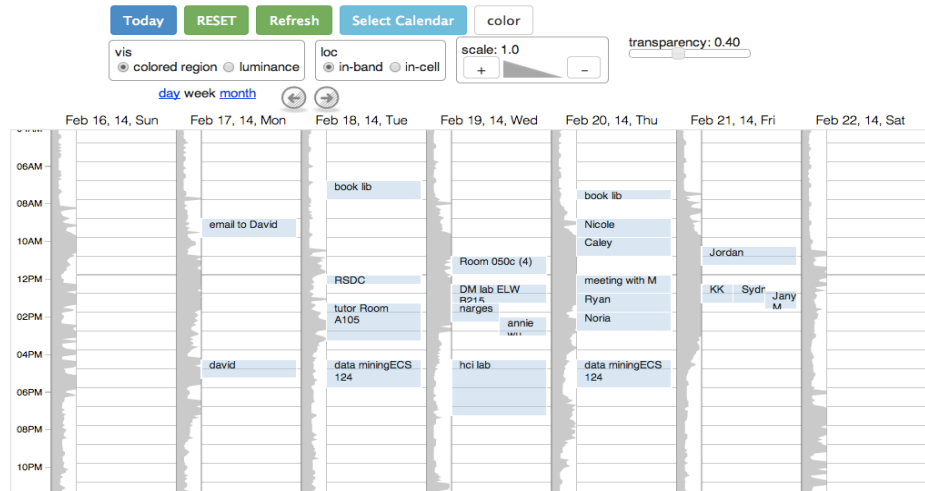 Today RESET Refresh Select Calendar color
vis
colored region luminance
loc
in-band in-cell
scale: 1.0
+ -
transparency: 0.40
day week month
Feb 16, 14, Sun Feb 17, 14, Mon Feb 18, 14, Tue Feb 19, 14, Wed Feb 20, 14, Thu Feb 21, 14, Fri Feb 22, 14, Sat
06AM
08AM
10AM
12PM
02PM
04PM
06PM
08PM
10PM
email to David
david
book lib
RSDC
tutor Room
A105
data miningECS
124
Room 050c (4)
DM lab ELW
B215
narges
annie
hci lab
book lib
Nicole
Caley
meeting with M
Ryan
Noria
data miningECS
124
Jordan
KK
Jany
M